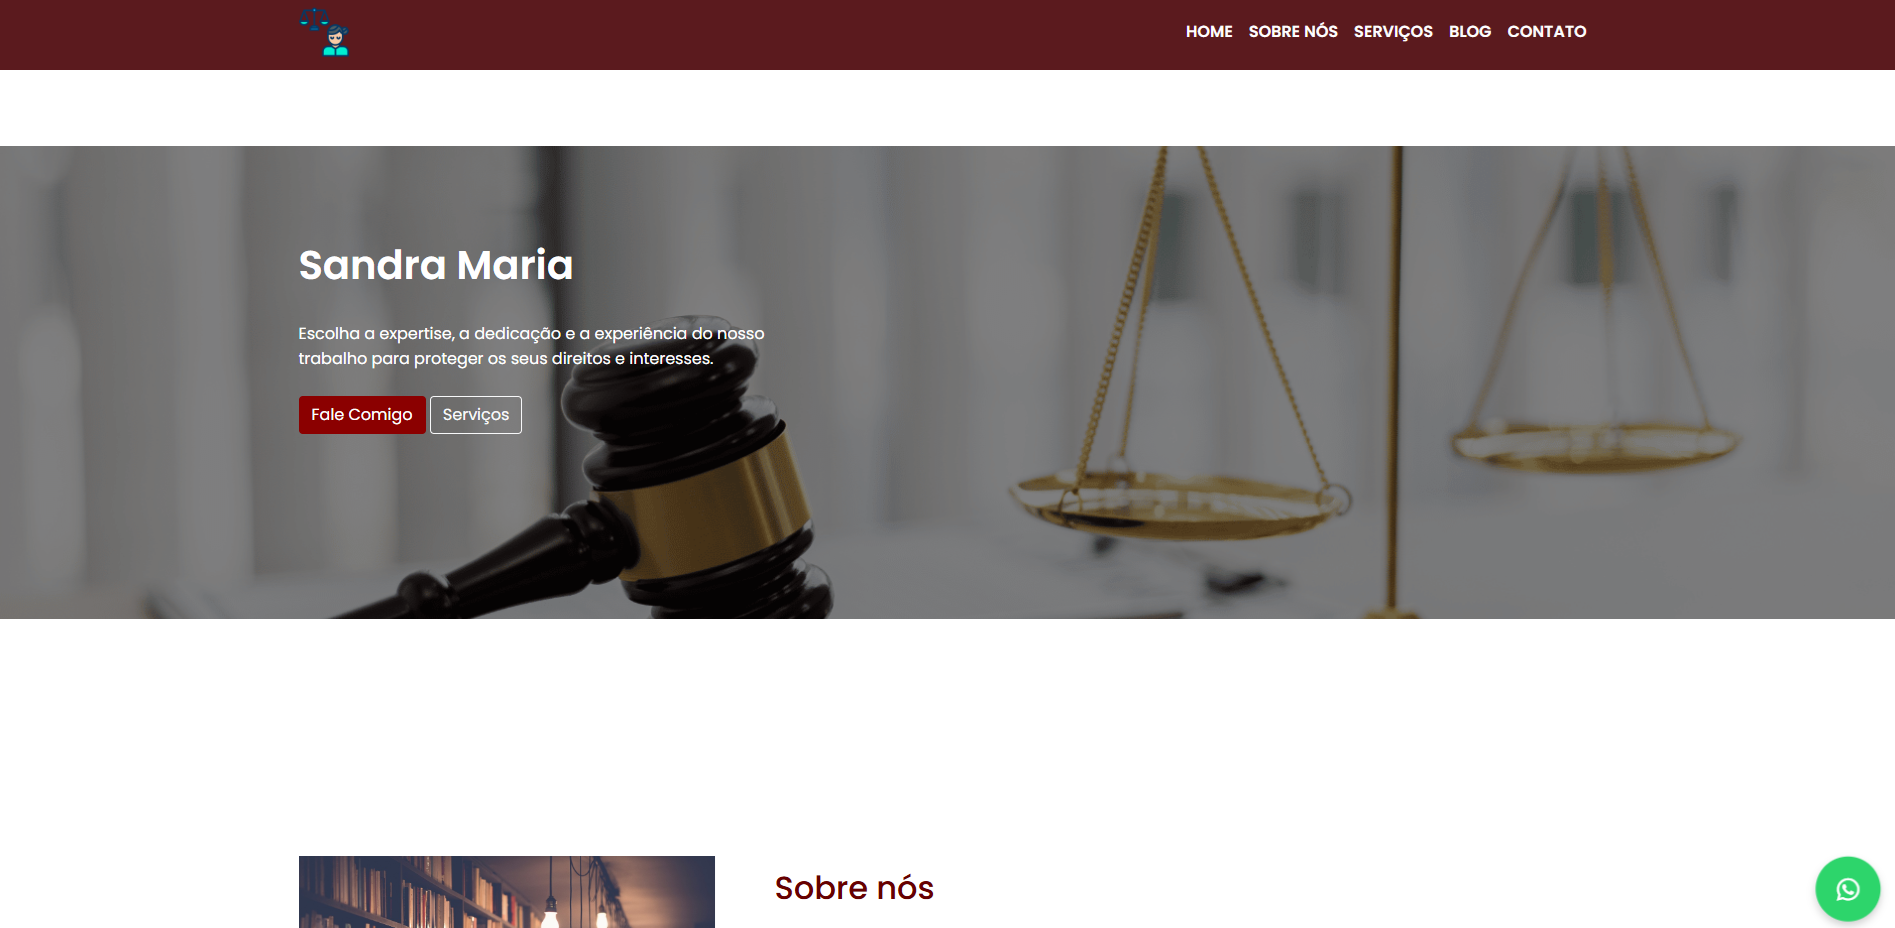 HOME SOBRE NÓS SERVIÇOS BLOG CONTATO
Sandra Maria
Escolha a expertise, a dedicação e a experiência do nosso
trabalho para proteger os seus direitos e interesses.
Fale Comigo Serviços
Sobre nós